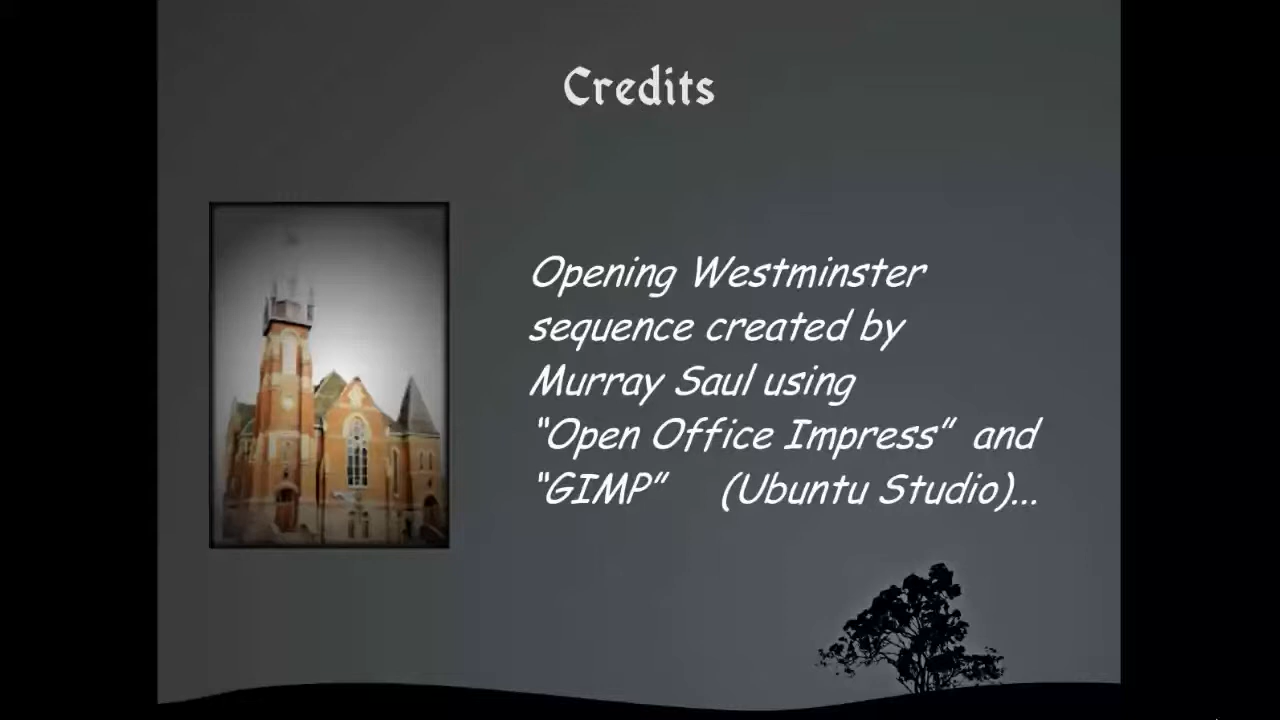 Credits
Opening Westminster
sequence created by
Murray Saul using
“Open Office Impress” and
“GIMP” (Ubuntu Studio)...